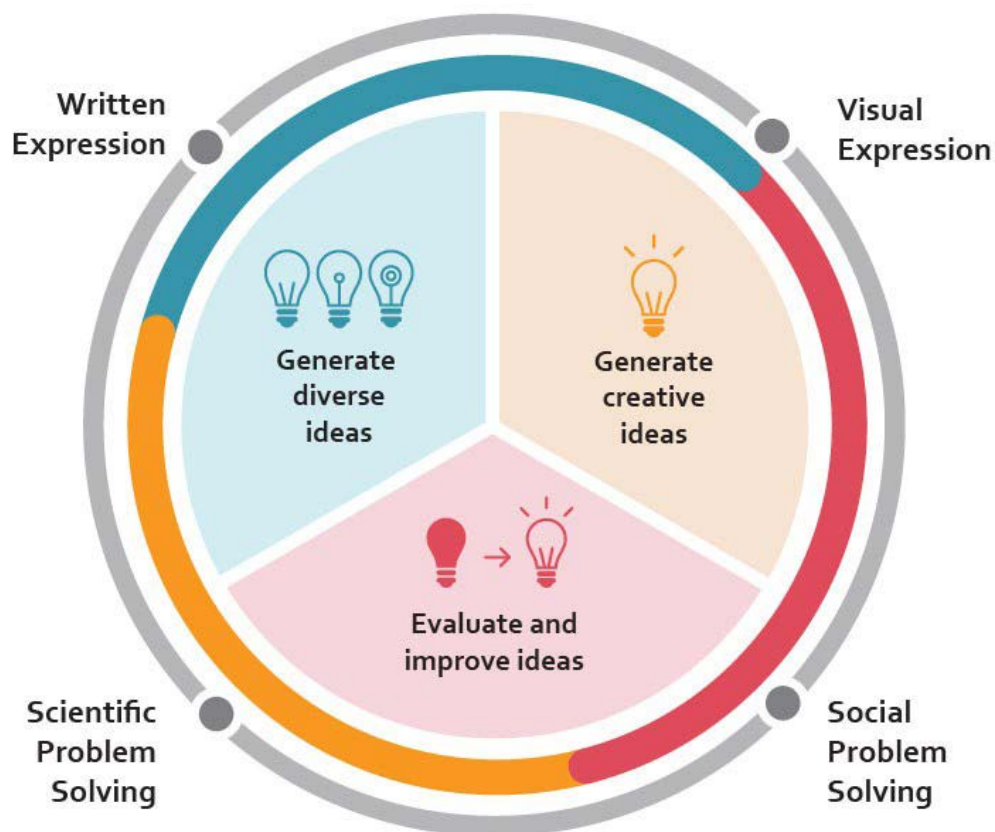 Written
Expression
Visual
Expression
Generate
diverse
ideas
Generate
creative
ideas
Evaluate and
improve ideas
Scientific
Problem
Solving
Social
Problem
Solving